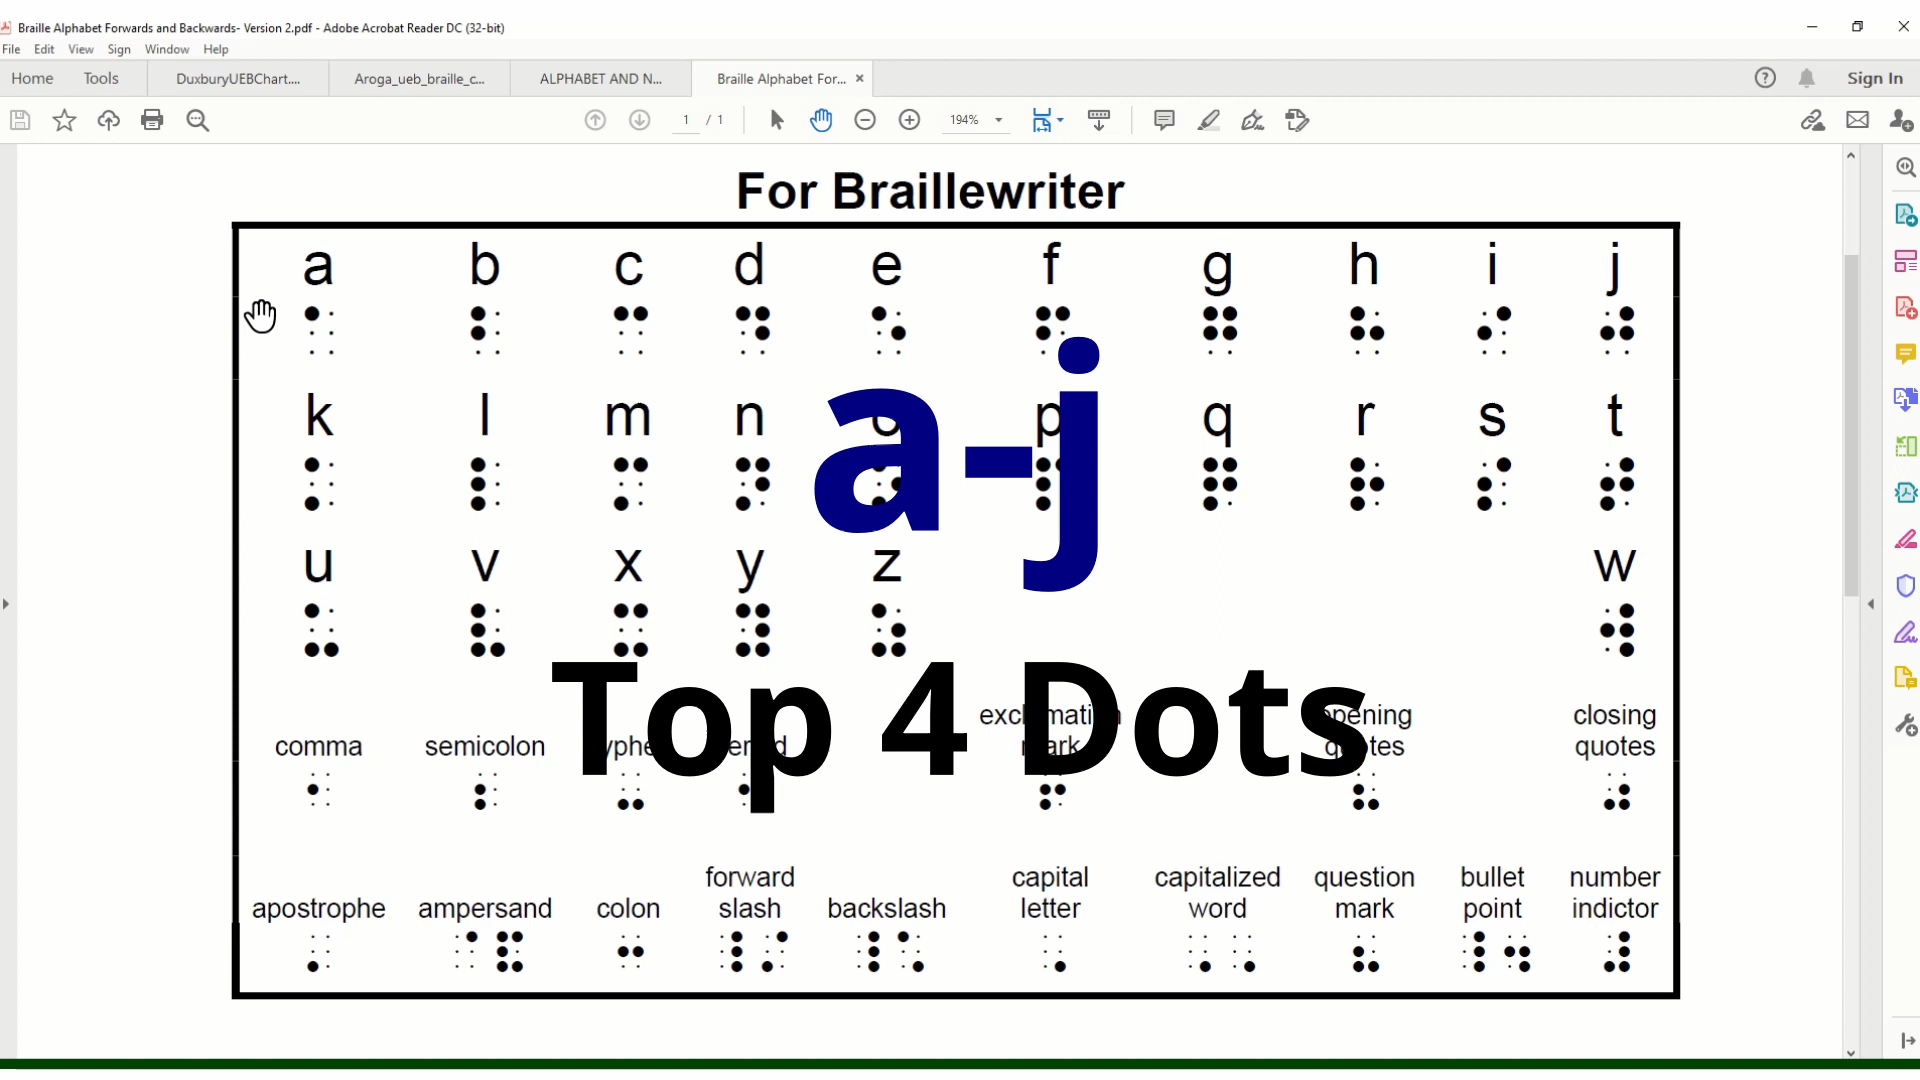 Braille Alphabet Forwards and Backwards- Version 2.pdf - Adobe Acrobat Reader DC (32-bit)
File Edit View Sign Window Help
Home Tools DuxburyUEBChart.... Aroga_ueb_braille_c... ALPHABET AND N... Braille Alphabet For... ×
Sign In
1 / 1 194%
For Braillewriter
a b c d e f g h i j
k l m n o p q r s t
a-j
u v x y z w
Top 4 Dots
opening quotes
closing quotes
comma semicolon
forward slash
capital letter
capitalized word
question mark
bullet point
number indictor
apostrophe ampersand colon backslash